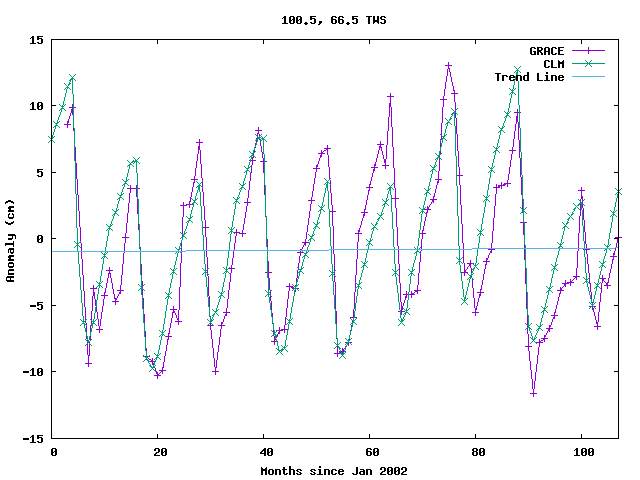 100.5, 66.5 TWS
GRACE
CLM
Trend Line
Anomaly (cm)
15
10
5
0
-5
-10
-15
0 20 40 60 80 100
Months since Jan 2002